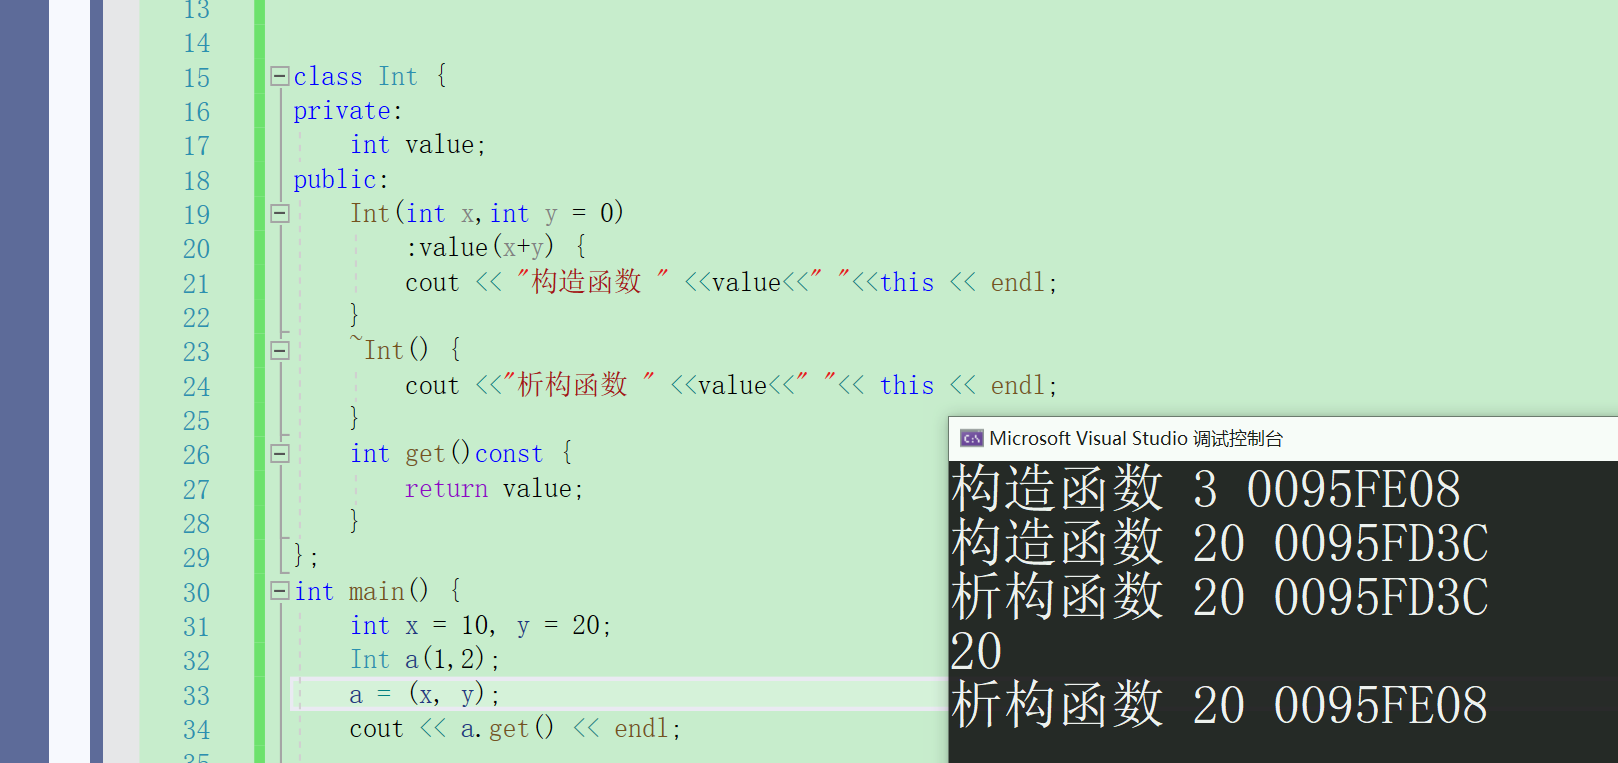 13
14
15 class Int {
16 private:
17 int value;
18 public:
19 Int(int x,int y = 0)
20 :value(x+y) {
21 cout << "构造函数 " <<value<<" "<<this << endl;
22 }
23 ~Int() {
24 cout <<"析构函数 " <<value<<" "<< this << endl;
25 }
26 int get()const {
27 return value;
28 }
29 };
30 int main() {
31 int x = 10, y = 20;
32 Int a(1,2);
33 a = (x, y);
34 cout << a.get() << endl;
35
Microsoft Visual Studio 调试控制台
构造函数 3 0095FE08
构造函数 20 0095FD3C
析构函数 20 0095FD3C
20
析构函数 20 0095FE08